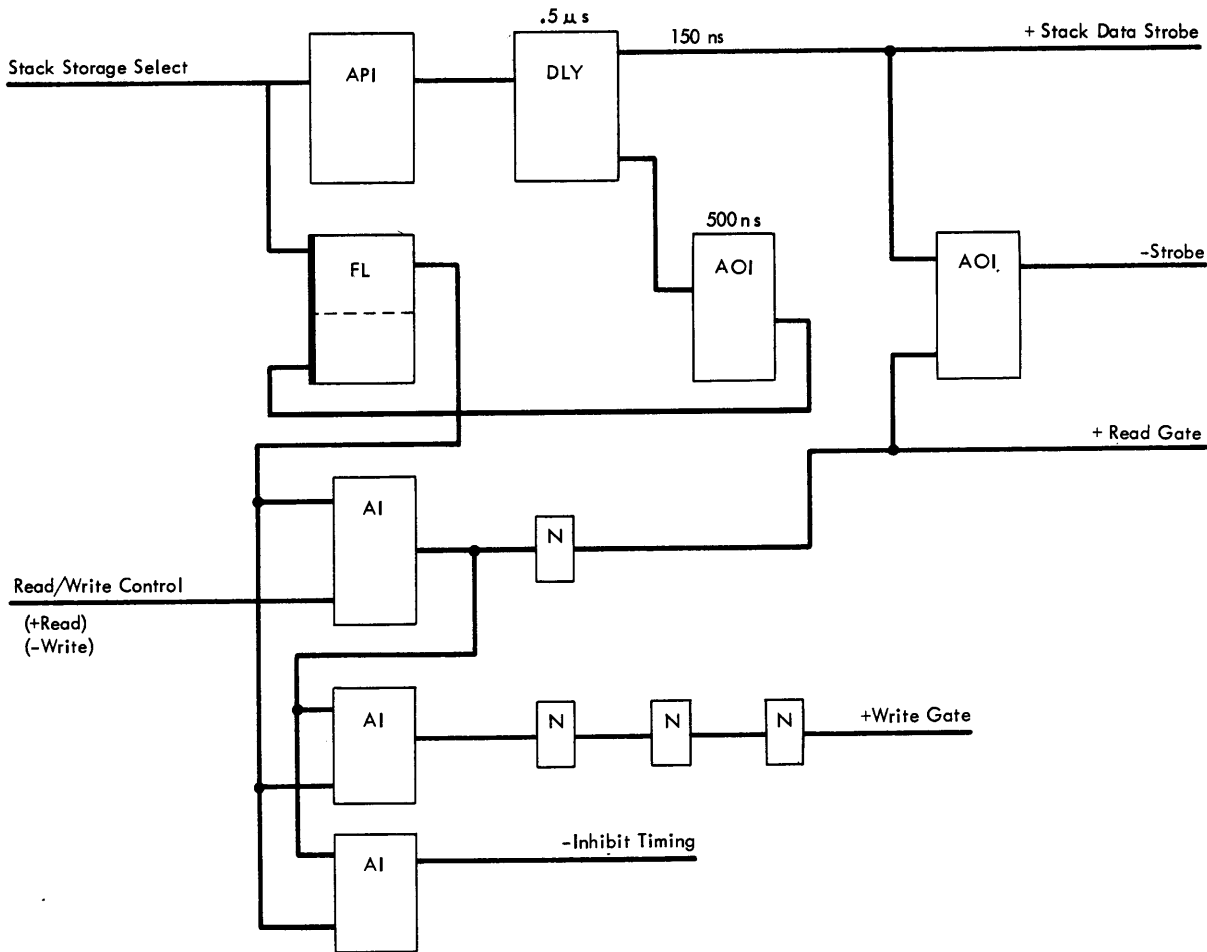 .5 μs
150 ns
+ Stack Data Strobe
Stack Storage Select
API
DLY
500 ns
FL
AOI
AOI
-Strobe
+ Read Gate
AI
N
Read/Write Control
(+Read)
(-Write)
AI
N
N
N
+Write Gate
AI
-Inhibit Timing